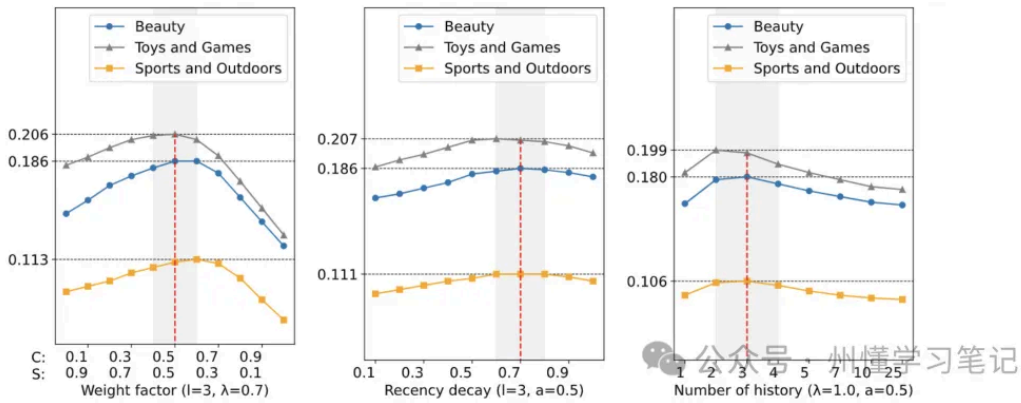 Beauty
Toys and Games
Sports and Outdoors
0.206
0.186
0.113
C: 0.1 0.3 0.5 0.7 0.9
S: 0.9 0.7 0.5 0.3 0.1
Weight factor (l=3, λ=0.7)
Beauty
Toys and Games
Sports and Outdoors
0.207
0.186
0.1111
0.1 0.3 0.5 0.7 0.9
Recency decay (l=3, a=0.5)
Beauty
Toys and Games
Sports and Outdoors
0.199
0.180
0.106
1 2 3 4 5 7 10 25
Number of history (λ=1.0, a=0.5)
公众号 · 州懂学习笔记